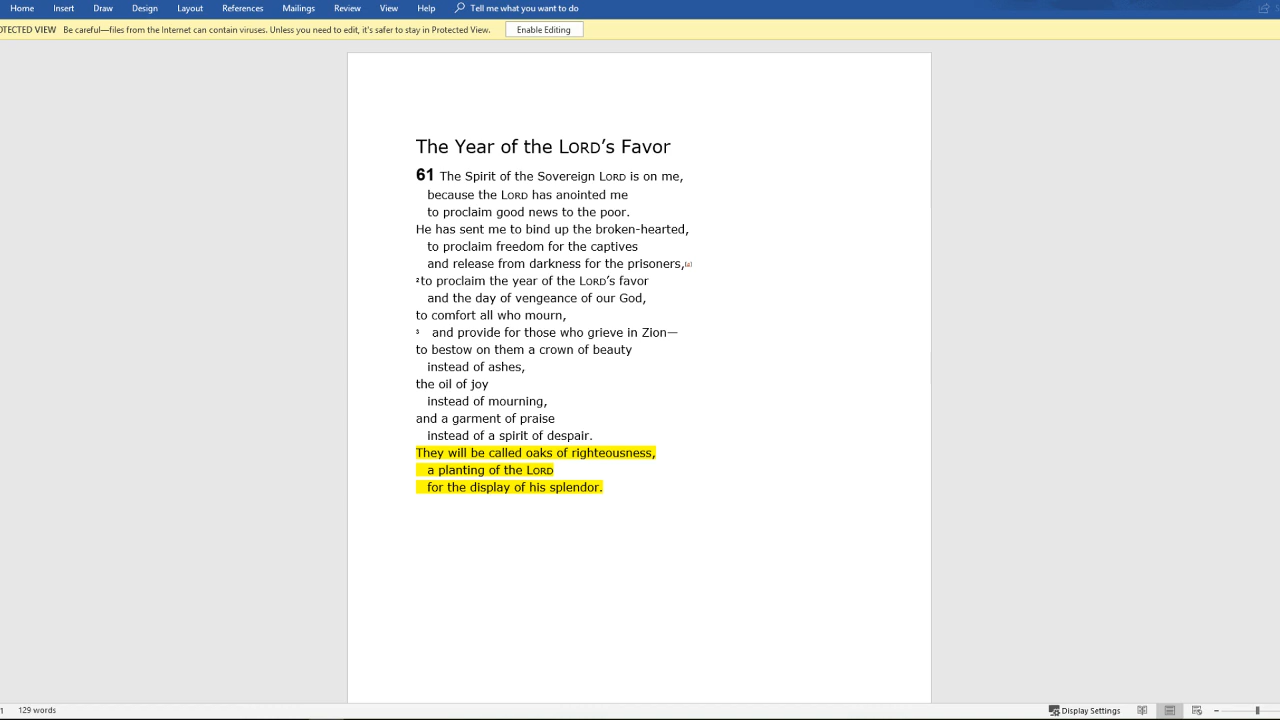 Home Insert Draw Design Layout References Mailings Review View Help Tell me what you want to do
OTECTED VIEW Be careful—files from the Internet can contain viruses. Unless you need to edit, it's safer to stay in Protected View. Enable Editing
The Year of the LORD’s Favor
61 The Spirit of the Sovereign LORD is on me,
because the LORD has anointed me
to proclaim good news to the poor.
He has sent me to bind up the broken-hearted,
to proclaim freedom for the captives
and release from darkness for the prisoners,[a]
2 to proclaim the year of the LORD’s favor
and the day of vengeance of our God,
to comfort all who mourn,
3 and provide for those who grieve in Zion—
to bestow on them a crown of beauty
instead of ashes,
the oil of joy
instead of mourning,
and a garment of praise
instead of a spirit of despair.
They will be called oaks of righteousness,
a planting of the LORD
for the display of his splendor.
1 129 words Display Settings